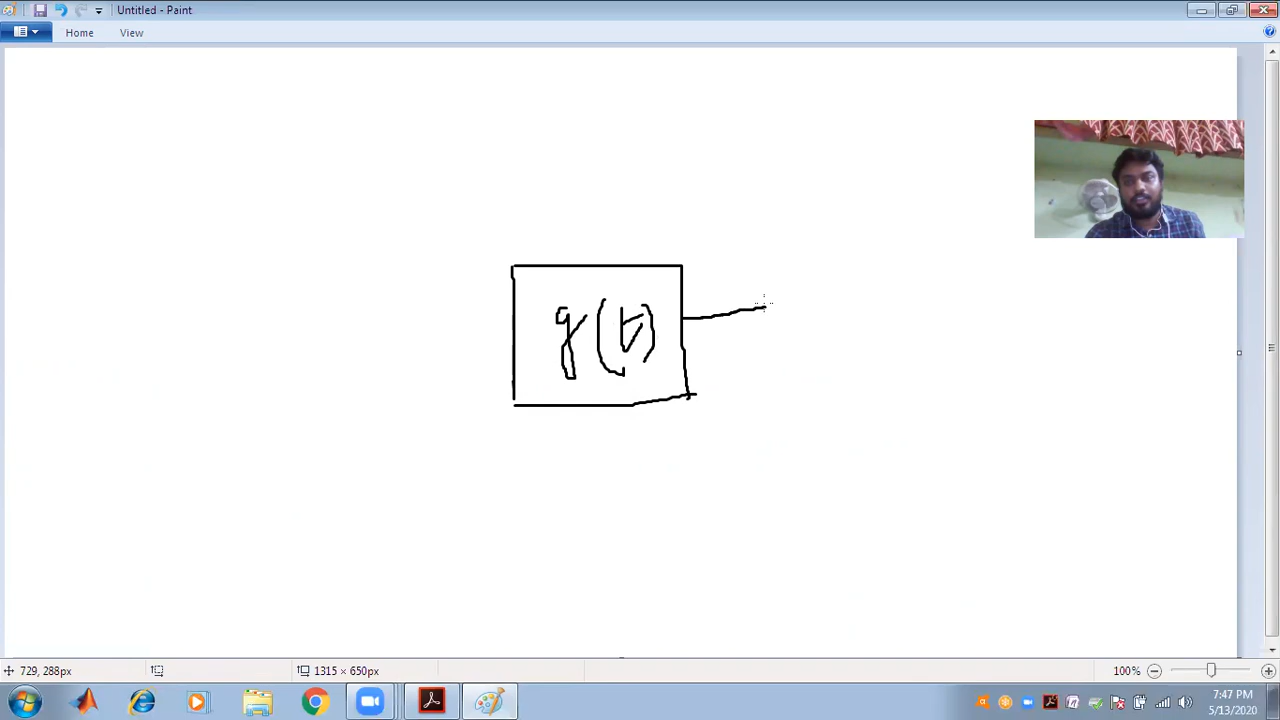 Untitled - Paint
Home View
g(t)
729, 288px
1315 × 650px
100%
7:47 PM
5/13/2020